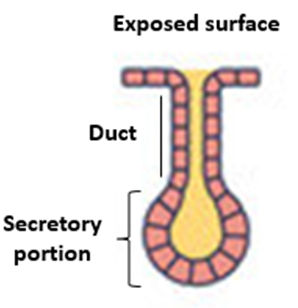 Exposed surface
Duct
Secretory
portion